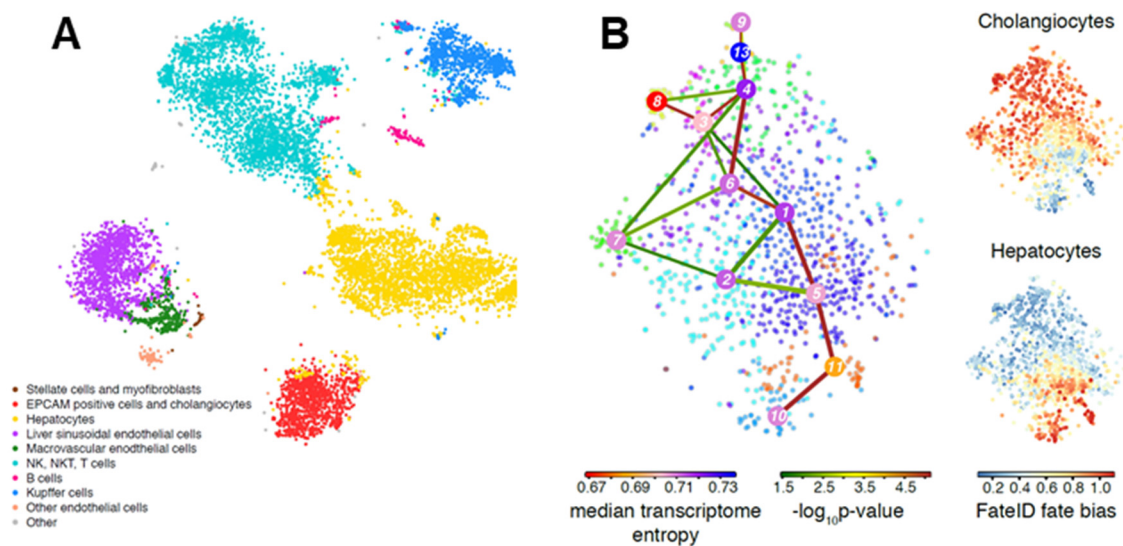 A
Stellate cells and myofibroblasts
EPCAM positive cells and cholangiocytes
Hepatocytes
Liver sinusoidal endothelial cells
Macrovascular enodthelial cells
NK, NKT, T cells
B cells
Kupffer cells
Other endothelial cells
Other
B
9
13
4
8
3
6
1
7
2
5
11
10
0.67 0.69 0.71 0.73
median transcriptome
entropy
1.5 2.5 3.5 4.5
-log10p-value
Cholangiocytes
Hepatocytes
0.2 0.4 0.6 0.8 1.0
FateID fate bias